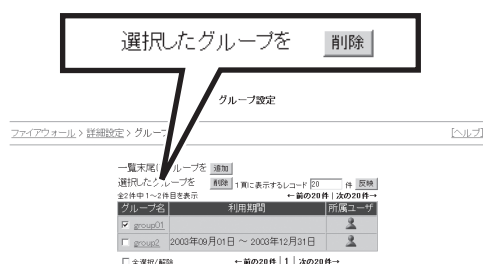 選択したグループを 削除
グループ設定
ファイアウォール > 詳細設定 > グルー
[ヘルプ]
一覧末尾に ループを 追加
選択したグループを 削除 1頁に表示するレコード 20 件 反映
全2件中1～2件目を表示 ←前の20件 | 次の20件→
グループ名 利用期間 所属ユーザ
group01
group2 2003年09月01日 ～ 2003年12月31日
全選択/解除 ←前の20件 | 1 | 次の20件→